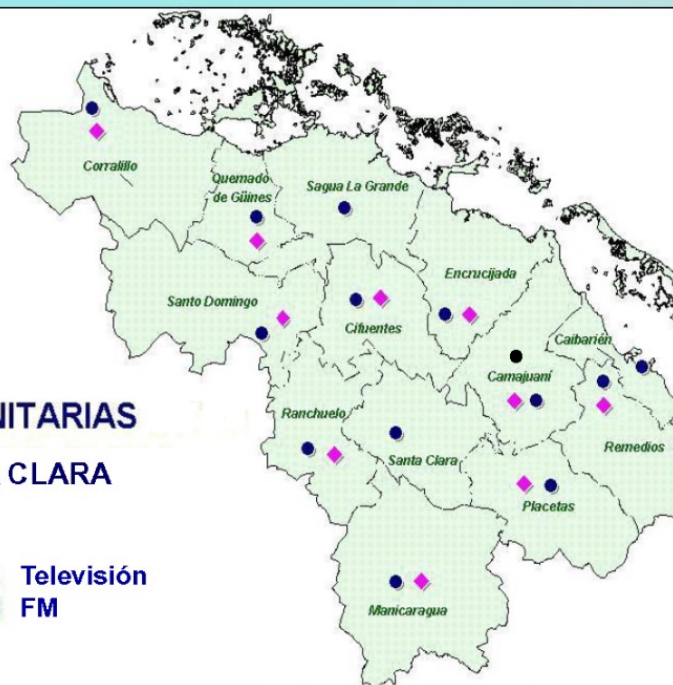 Corralillo
Quemado
de Güines
Sagua La Grande
Encrucijada
Santo Domingo
Cifuentes
Caibarién
Camajuaní
NITARIAS
Ranchuelo
Santa Clara
Remedios
CLARA
Placetas
Televisión
FM
Manicaragua